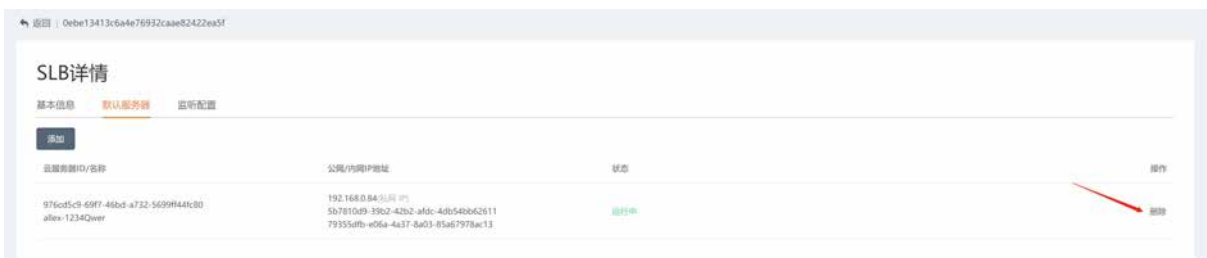 返回 | 0ebe13413c6a4e76932caae82422ea5f
SLB详情
基本信息 默认服务器 监听配置
添加
云服务器ID/名称 公网/内网IP地址 状态 操作
976cd5c9-69f7-46bd-a732-5699ff44fc80 192.168.0.84(私网 IP) 运行中 删除
allex-1234Qwer 5b7810d9-39b2-42b2-afdc-4db54bb62611
79355dfb-e06a-4a37-8a03-85a67978ac13